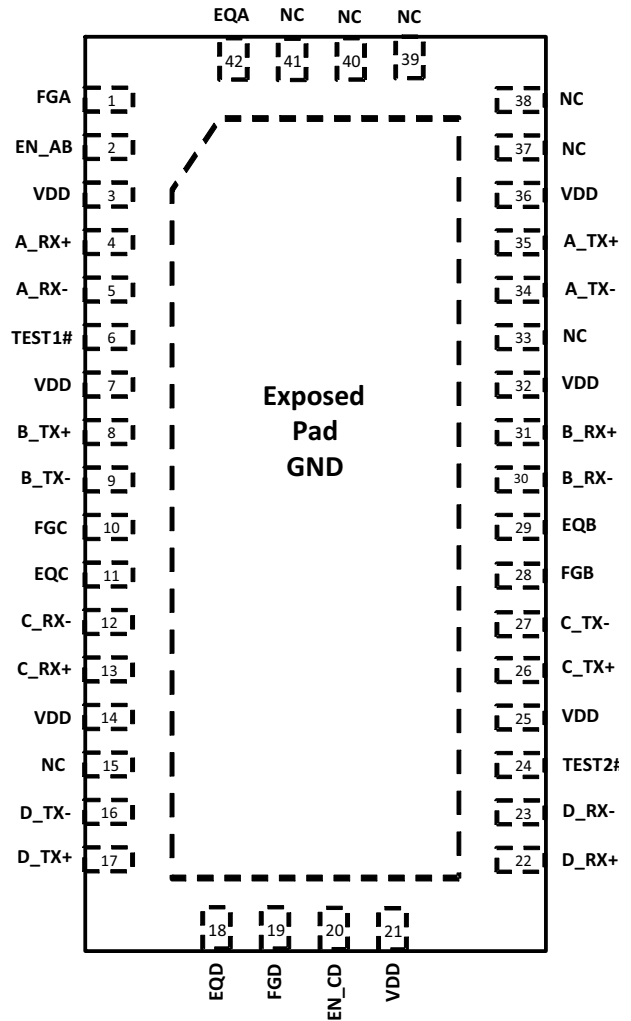 EQA NC NC NC
42 41 40 39
FGA 1 38 NC
EN_AB 2 37 NC
VDD 3 36 VDD
A_RX+ 4 35 A_TX+
A_RX- 5 34 A_TX-
TEST1# 6 33 NC
VDD 7 32 VDD
Exposed
Pad
GND
B_TX+ 8 31 B_RX+
B_TX- 9 30 B_RX-
FGC 10 29 EQB
EQC 11 28 FGB
C_RX- 12 27 C_TX-
C_RX+ 13 26 C_TX+
VDD 14 25 VDD
NC 15 24 TEST2#
D_TX- 16 23 D_RX-
D_TX+ 17 22 D_RX+
18 19 20 21
EQD FGD EN_CD VDD